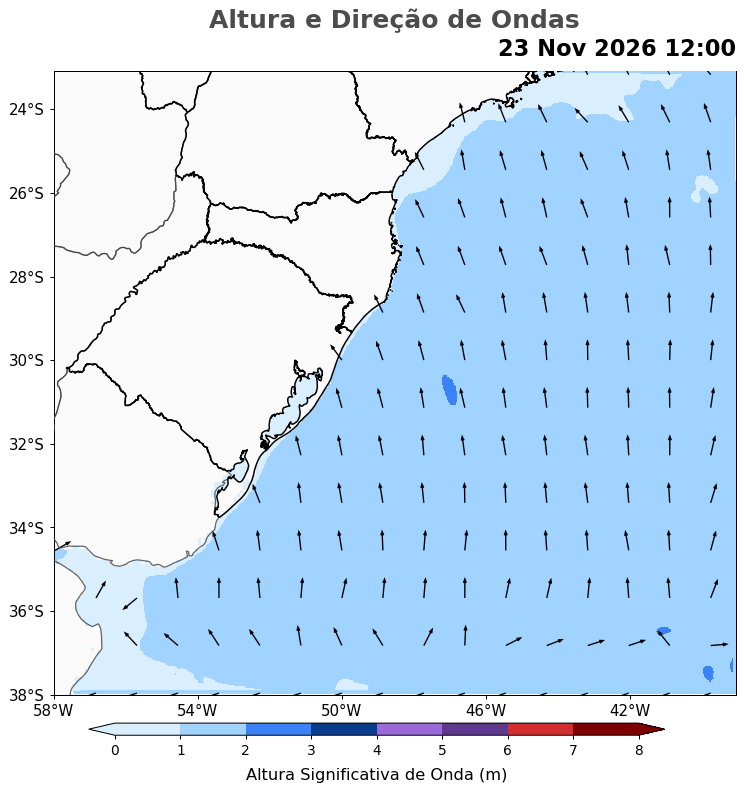 Altura e Direção de Ondas
23 Nov 2026 12:00
24°S
26°S
28°S
30°S
32°S
34°S
36°S
38°S
58°W 54°W 50°W 46°W 42°W
0 1 2 3 4 5 6 7 8
Altura Significativa de Onda (m)